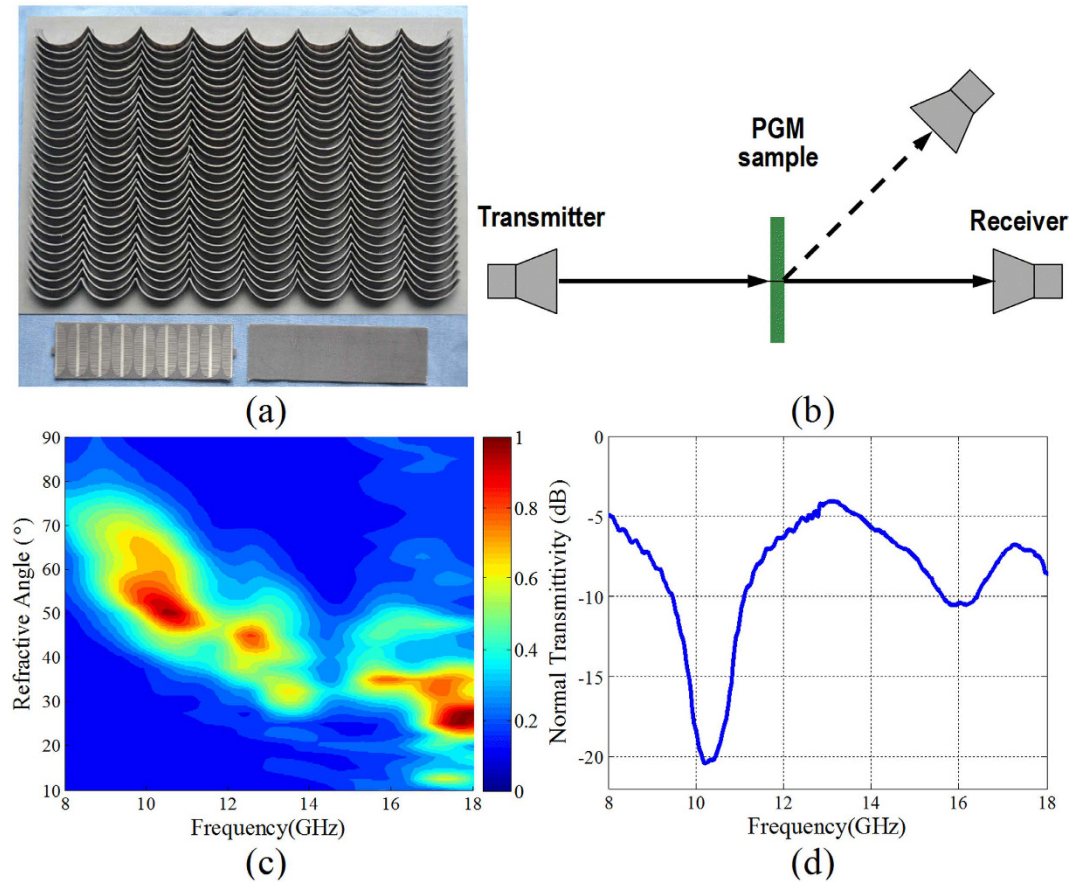 PGM
sample
Transmitter
Receiver
(a)
(b)
90
80
70
60
50
40
30
20
10
Refractive Angle (°)
8
10
12
14
16
18
Frequency(GHz)
1
0.8
0.6
0.4
0.2
0
(c)
0
-5
-10
-15
-20
Normal Transmittivity (dB)
8
10
12
14
16
18
Frequency(GHz)
(d)